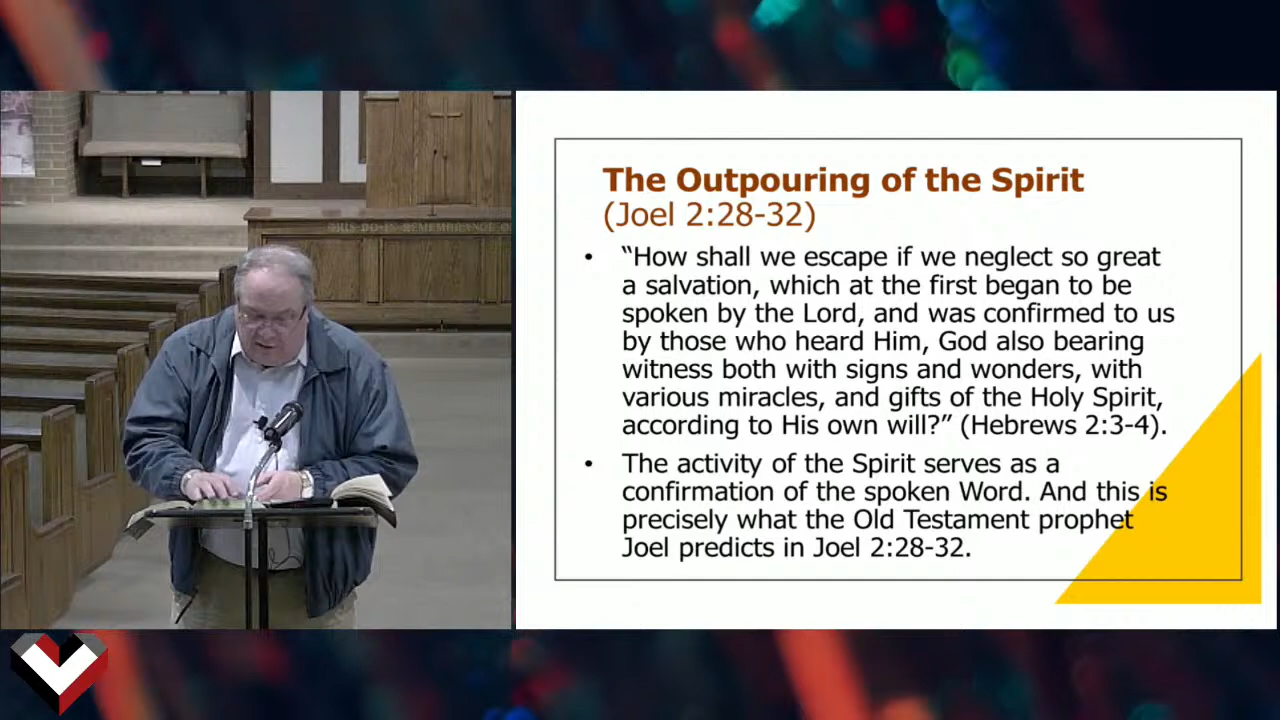 THIS DO IN REMEMBRANCE O
The Outpouring of the Spirit
(Joel 2:28-32)
• “How shall we escape if we neglect so great
a salvation, which at the first began to be
spoken by the Lord, and was confirmed to us
by those who heard Him, God also bearing
witness both with signs and wonders, with
various miracles, and gifts of the Holy Spirit,
according to His own will?” (Hebrews 2:3-4).
• The activity of the Spirit serves as a
confirmation of the spoken Word. And this is
precisely what the Old Testament prophet
Joel predicts in Joel 2:28-32.